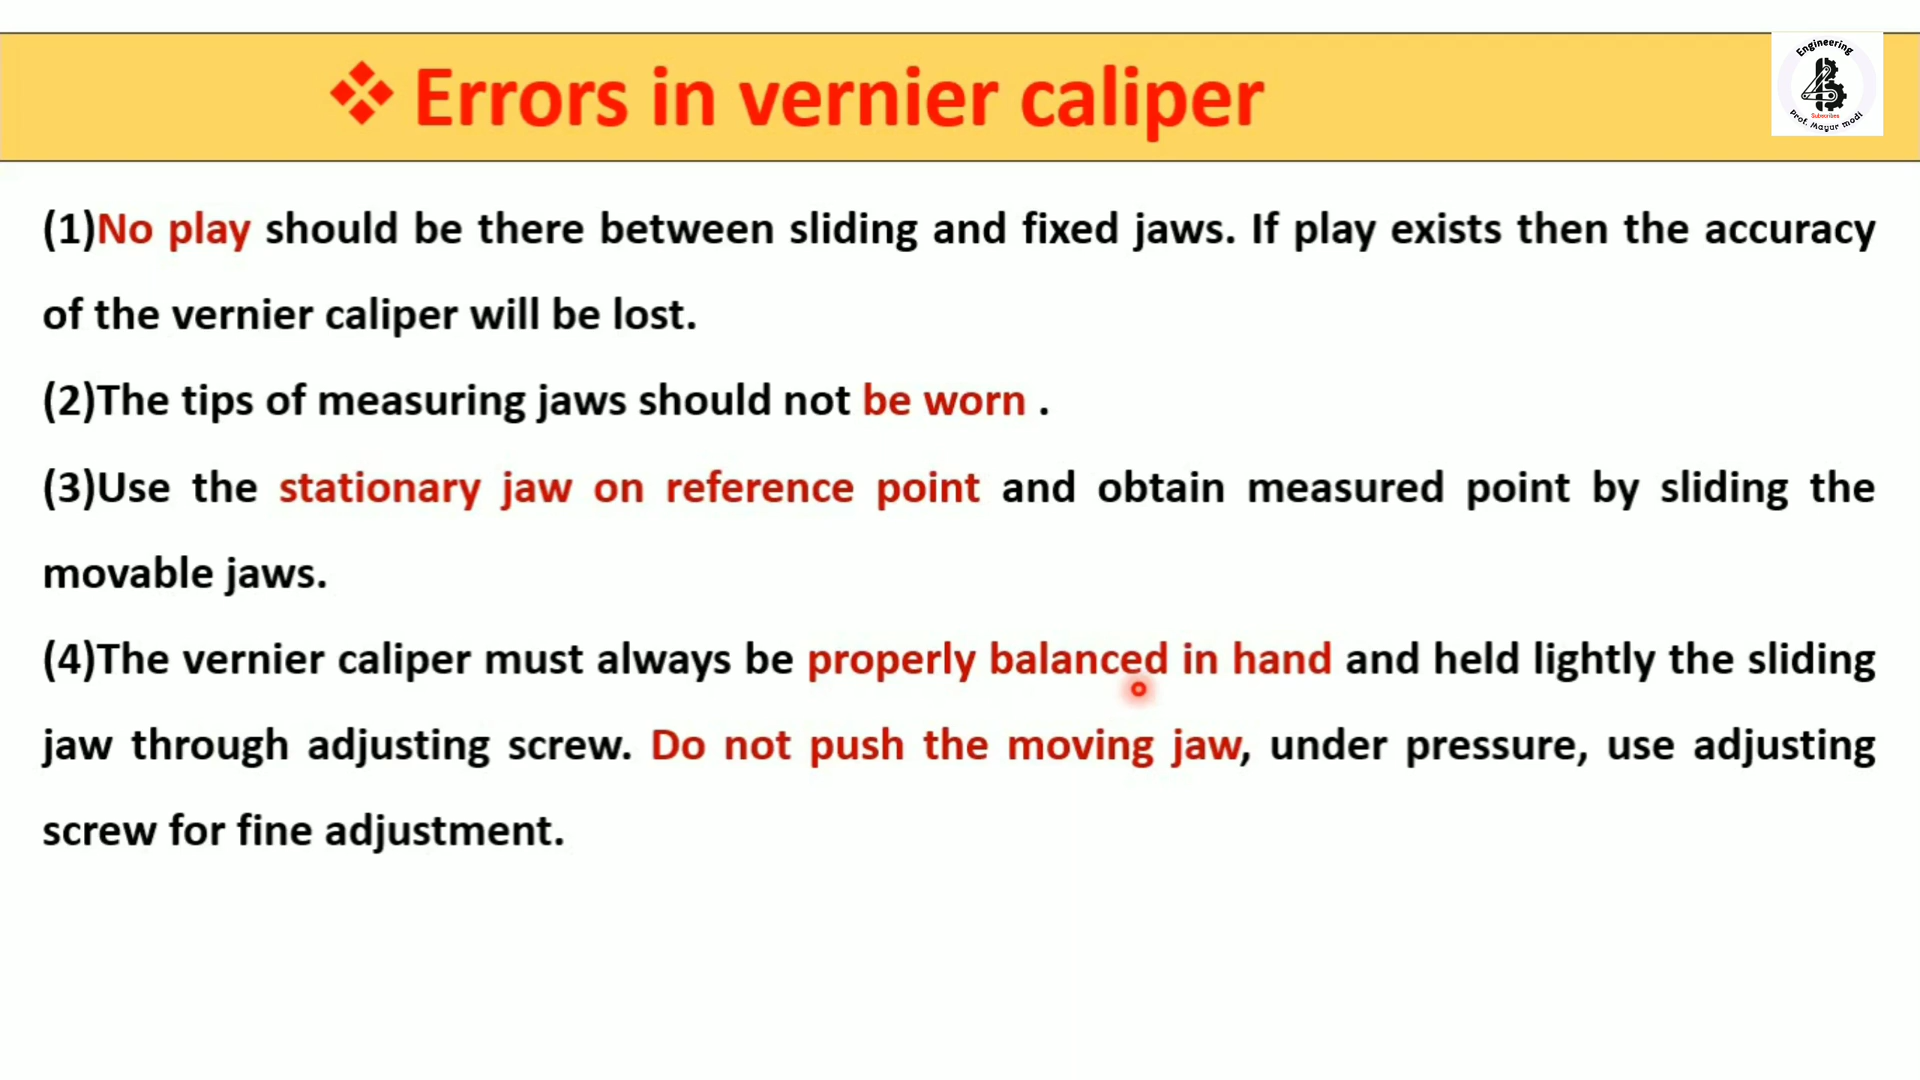 ❖ Errors in vernier caliper
Engineering
Subscribes
Prof. Mayur modi
(1)No play should be there between sliding and fixed jaws. If play exists then the accuracy
of the vernier caliper will be lost.
(2)The tips of measuring jaws should not be worn .
(3)Use the stationary jaw on reference point and obtain measured point by sliding the
movable jaws.
(4)The vernier caliper must always be properly balanced in hand and held lightly the sliding
jaw through adjusting screw. Do not push the moving jaw, under pressure, use adjusting
screw for fine adjustment.